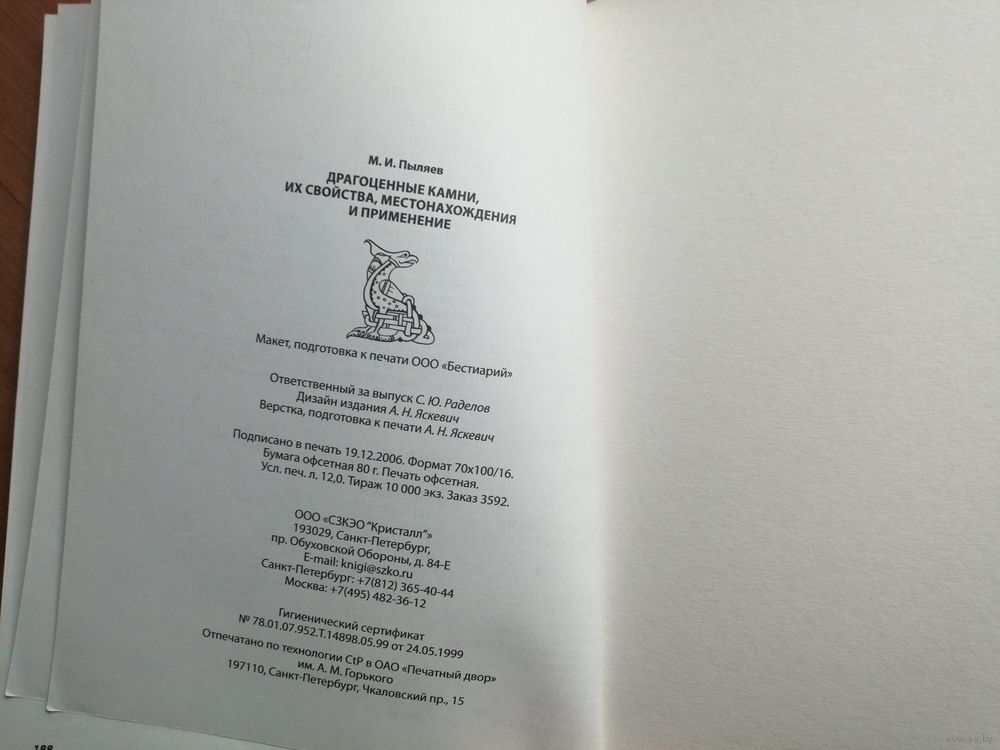 М. И. Пыляев
ДРАГОЦЕННЫЕ КАМНИ,
ИХ СВОЙСТВА, МЕСТОНАХОЖДЕНИЯ
И ПРИМЕНЕНИЕ
Макет, подготовка к печати ООО «Бестиарий»
Ответственный за выпуск С. Ю. Раделов
Дизайн издания А. Н. Яскевич
Верстка, подготовка к печати А. Н. Яскевич
Подписано в печать 19.12.2006. Формат 70х100/16.
Бумага офсетная 80 г. Печать офсетная.
Усл. печ. л. 12,0. Тираж 10 000 экз. Заказ 3592.
ООО «СЗКЭО "Кристалл"»
193029, Санкт-Петербург,
пр. Обуховской Обороны, д. 84-Е
E-mail: knigi@szko.ru
Санкт-Петербург: +7(812) 365-40-44
Москва: +7(495) 482-36-12
Гигиенический сертификат
№ 78.01.07.952.Т.14898.05.99 от 24.05.1999
Отпечатано по технологии CtP в ОАО «Печатный двор»
им. А. М. Горького
197110, Санкт-Петербург, Чкаловский пр., 15
188
www.ay.by